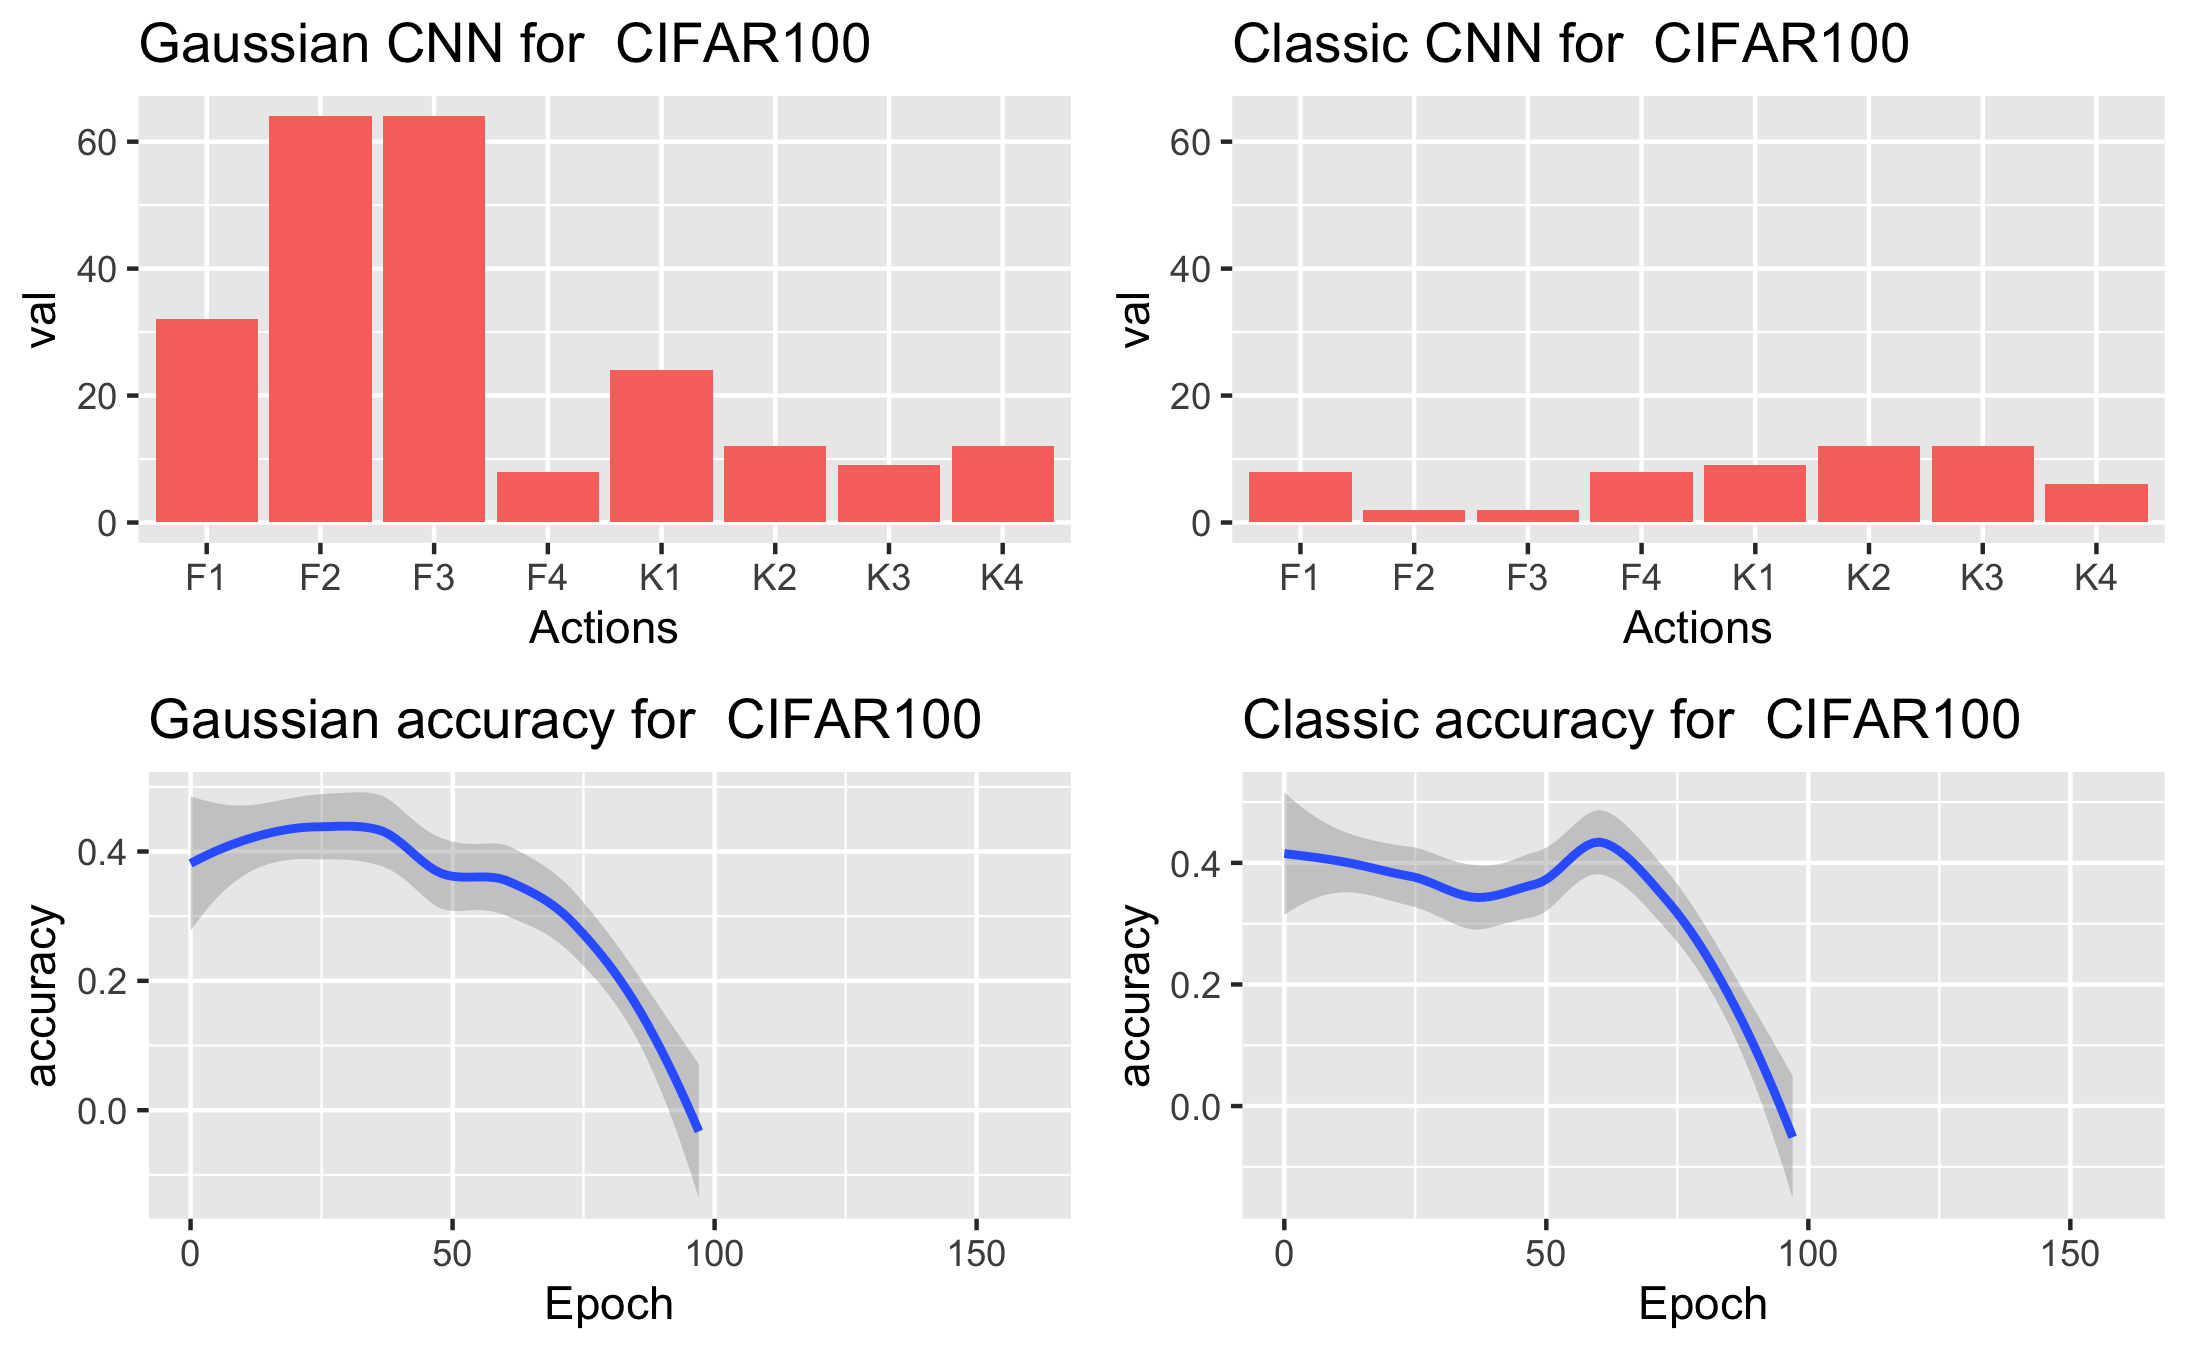 Gaussian CNN for  CIFAR100
val
60
40
20
0
F1 F2 F3 F4 K1 K2 K3 K4
Actions
Classic CNN for  CIFAR100
val
60
40
20
0
F1 F2 F3 F4 K1 K2 K3 K4
Actions
Gaussian accuracy for  CIFAR100
accuracy
0.4
0.2
0.0
0 50 100 150
Epoch
Classic accuracy for  CIFAR100
accuracy
0.4
0.2
0.0
0 50 100 150
Epoch